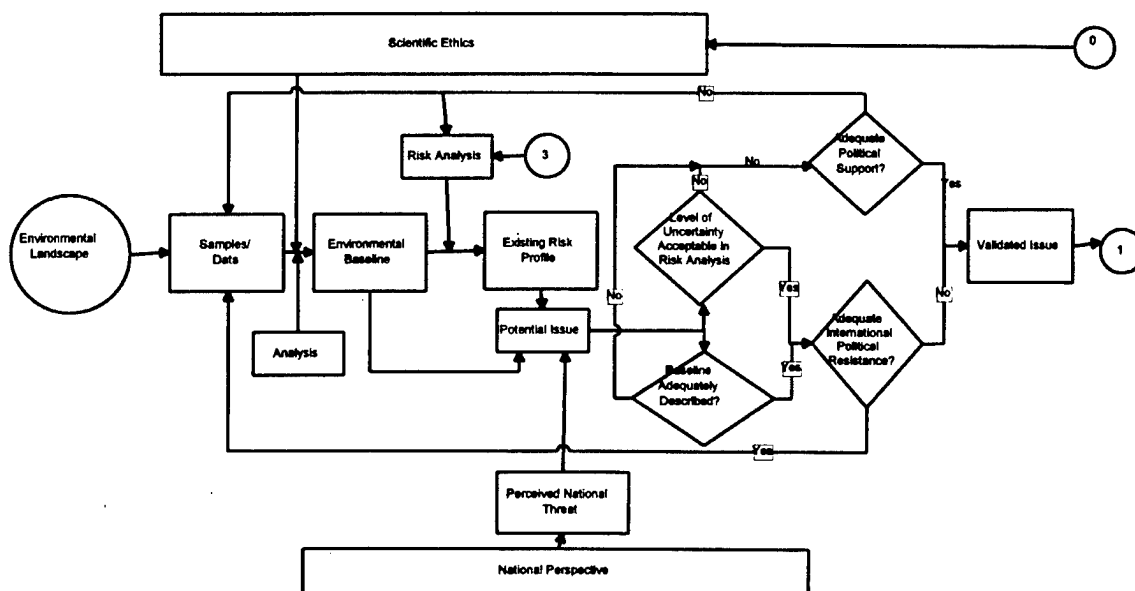 Scientific Ethics
0
No
Adequate
Political
Support?
Risk Analysis
3
No
No
Yes
Environmental
Landscape
Samples/
Data
Environmental
Baseline
Existing Risk
Profile
Level of
Uncertainty
Acceptable in
Risk Analysis
Validated Issue
1
No
Yes
No
Analysis
Potential Issue
Adequate
International
Political
Resistance?
Baseline
Adequately
Described?
Yes
Yes
Perceived National
Threat
National Perspective